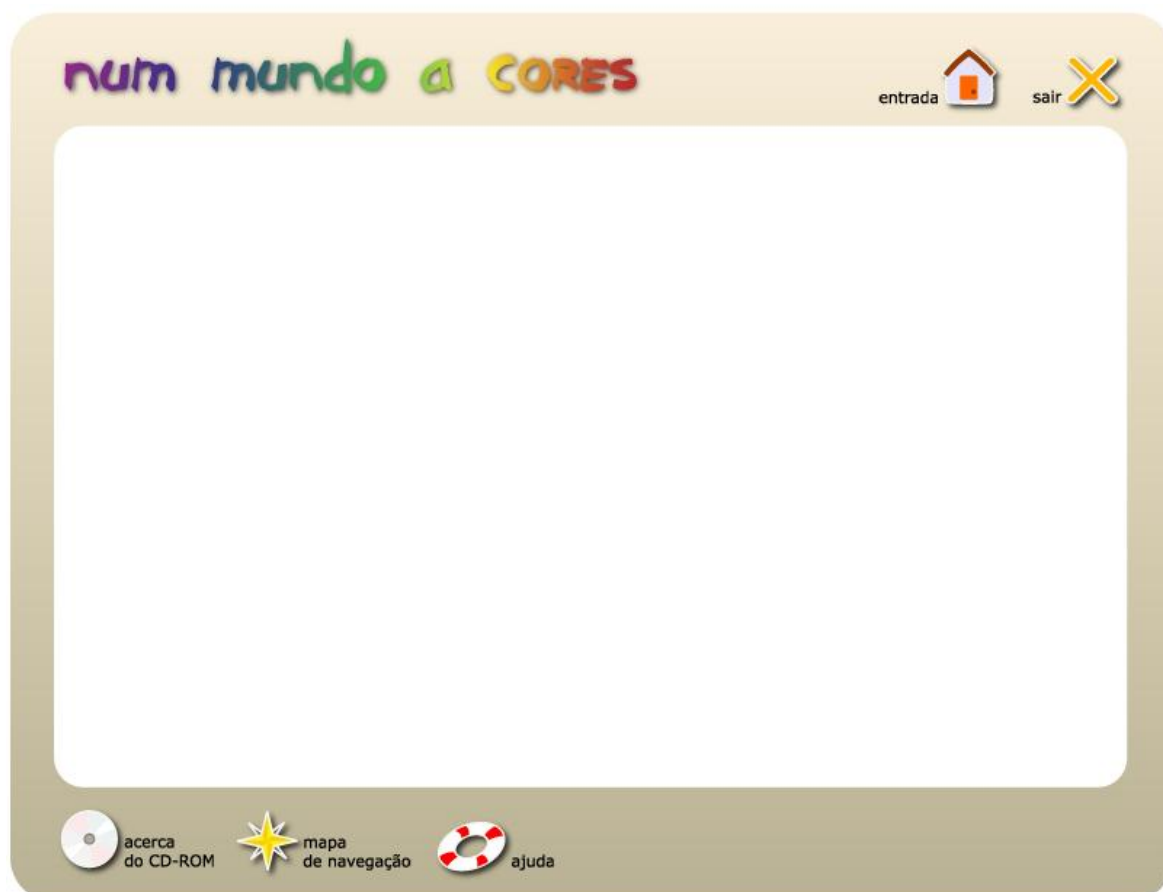 num mundo a CORES
entrada
sair
acerca
do CD-ROM
mapa
de navegação
ajuda